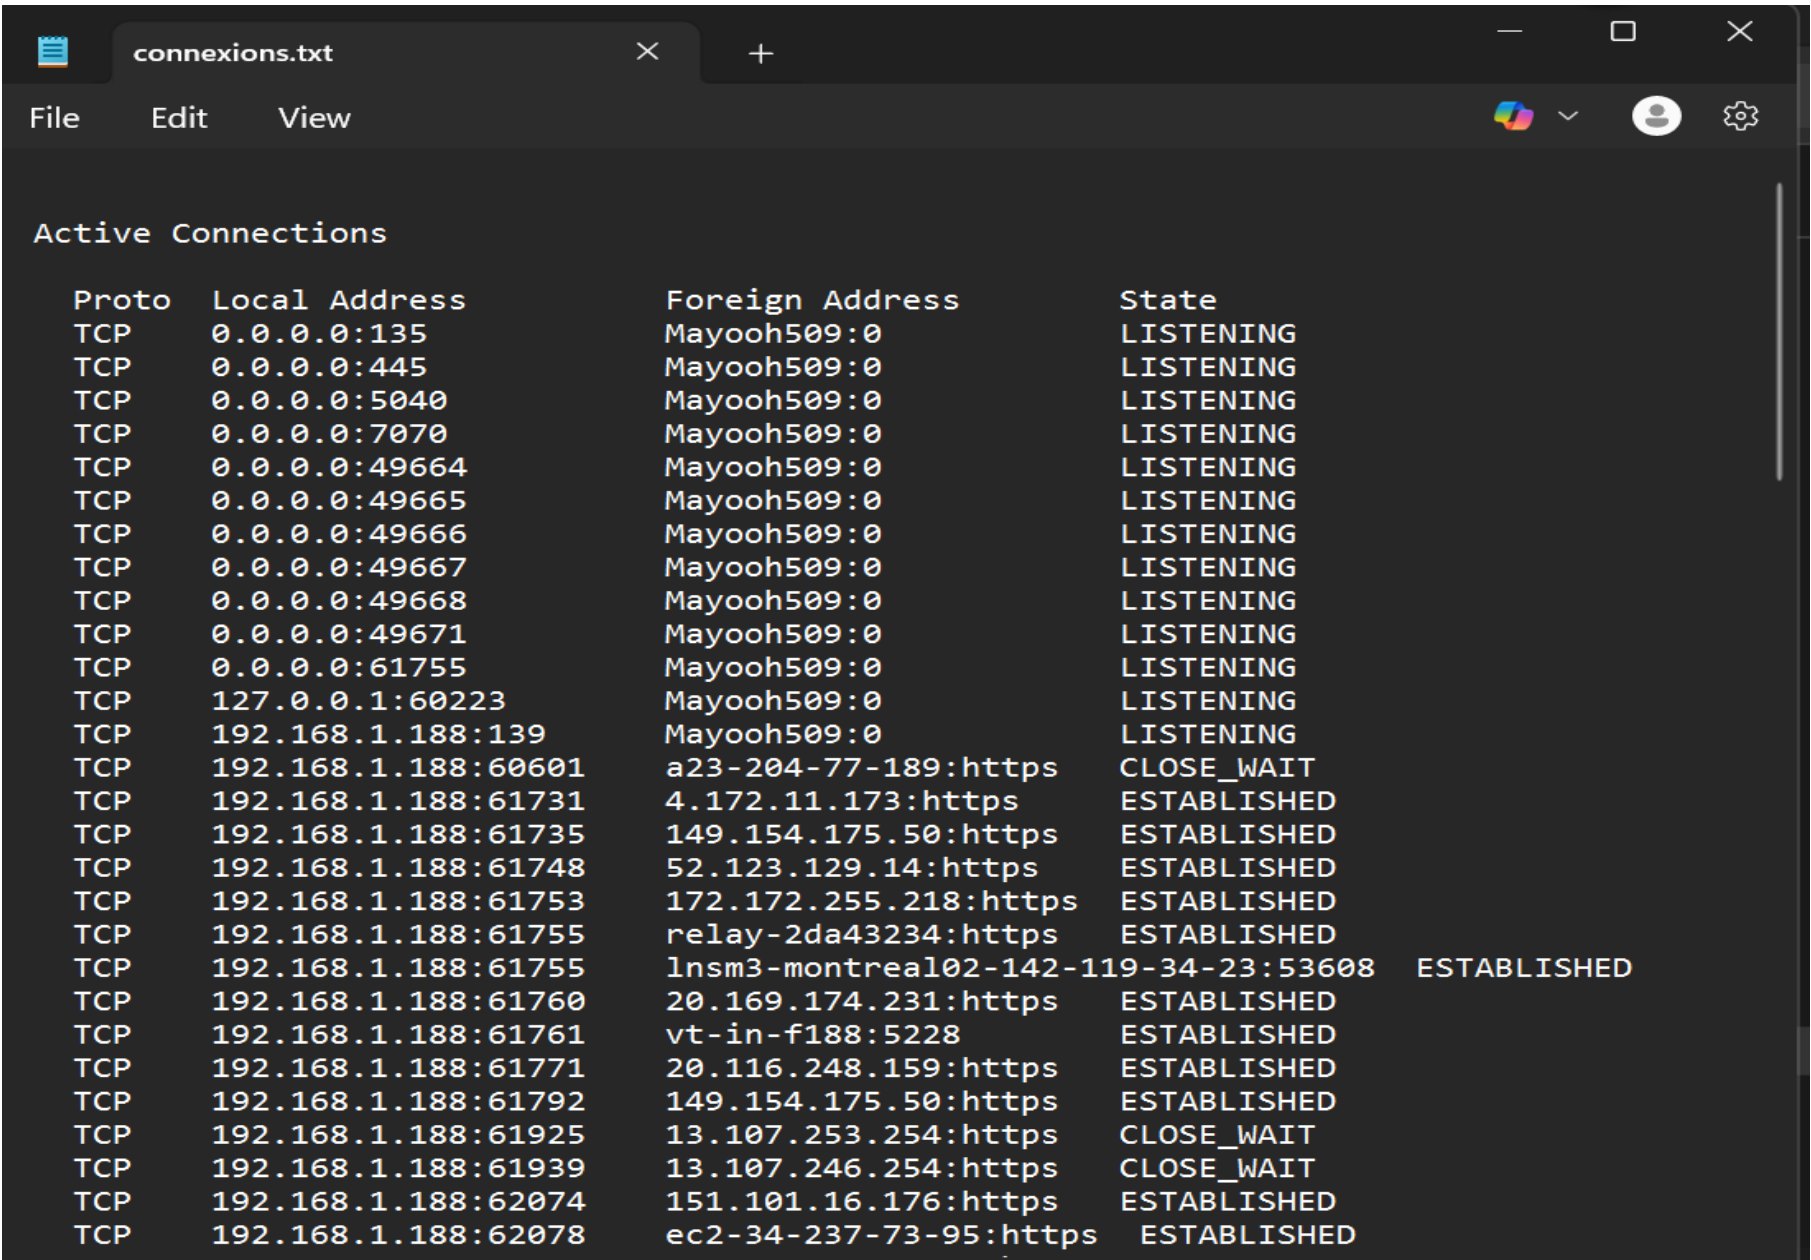 connexions.txt
File Edit View
Active Connections
Proto Local Address Foreign Address State
TCP 0.0.0.0:135 Mayooh509:0 LISTENING
TCP 0.0.0.0:445 Mayooh509:0 LISTENING
TCP 0.0.0.0:5040 Mayooh509:0 LISTENING
TCP 0.0.0.0:7070 Mayooh509:0 LISTENING
TCP 0.0.0.0:49664 Mayooh509:0 LISTENING
TCP 0.0.0.0:49665 Mayooh509:0 LISTENING
TCP 0.0.0.0:49666 Mayooh509:0 LISTENING
TCP 0.0.0.0:49667 Mayooh509:0 LISTENING
TCP 0.0.0.0:49668 Mayooh509:0 LISTENING
TCP 0.0.0.0:49671 Mayooh509:0 LISTENING
TCP 0.0.0.0:61755 Mayooh509:0 LISTENING
TCP 127.0.0.1:60223 Mayooh509:0 LISTENING
TCP 192.168.1.188:139 Mayooh509:0 LISTENING
TCP 192.168.1.188:60601 a23-204-77-189:https CLOSE_WAIT
TCP 192.168.1.188:61731 4.172.11.173:https ESTABLISHED
TCP 192.168.1.188:61735 149.154.175.50:https ESTABLISHED
TCP 192.168.1.188:61748 52.123.129.14:https ESTABLISHED
TCP 192.168.1.188:61753 172.172.255.218:https ESTABLISHED
TCP 192.168.1.188:61755 relay-2da43234:https ESTABLISHED
TCP 192.168.1.188:61755 lnsm3-montreal02-142-119-34-23:53608 ESTABLISHED
TCP 192.168.1.188:61760 20.169.174.231:https ESTABLISHED
TCP 192.168.1.188:61761 vt-in-f188:5228 ESTABLISHED
TCP 192.168.1.188:61771 20.116.248.159:https ESTABLISHED
TCP 192.168.1.188:61792 149.154.175.50:https ESTABLISHED
TCP 192.168.1.188:61925 13.107.253.254:https CLOSE_WAIT
TCP 192.168.1.188:61939 13.107.246.254:https CLOSE_WAIT
TCP 192.168.1.188:62074 151.101.16.176:https ESTABLISHED
TCP 192.168.1.188:62078 ec2-34-237-73-95:https ESTABLISHED